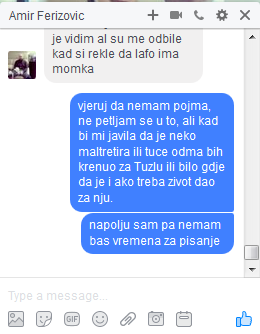 Amir Ferizovic
je vidim al su me odbile
kad si rekle da lafo ima
momka
vjeruj da nemam pojma,
ne petljam se u to, ali kad
bi mi javila da je neko
maltretira ili tuce odma bih
krenuo za Tuzlu ili bilo gdje
da je i ako treba zivot dao
za nju.
napolju sam pa nemam
bas vremena za pisanje
Type a message...
GIF